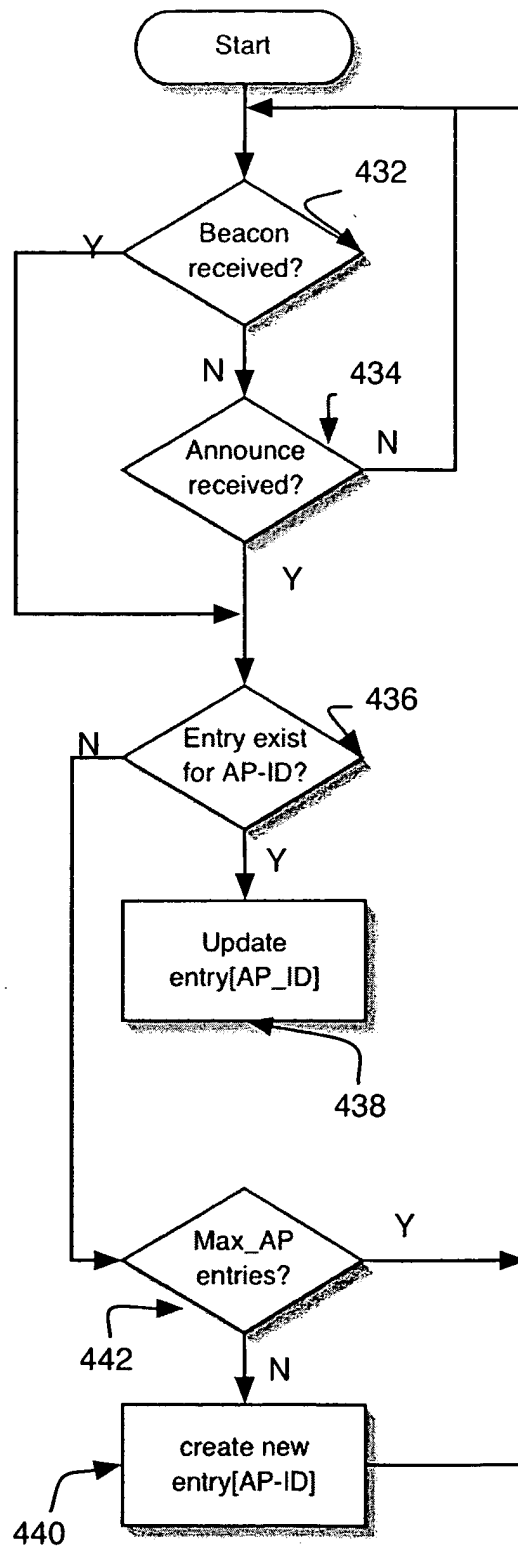 Start
432
Beacon
received?
Y
N
434
Announce
received?
N
Y
436
Entry exist
for AP-ID?
N
Y
Update
entry[AP_ID]
438
Max_AP
entries?
Y
442
N
create new
entry[AP-ID]
440